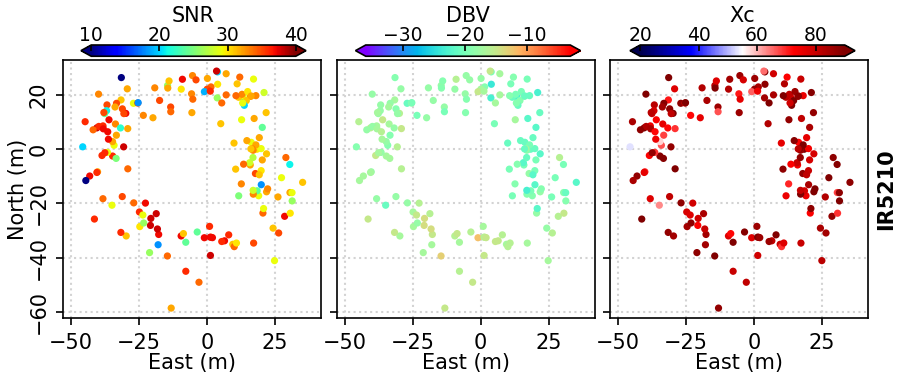 SNR DBV Xc
10 20 30 40 −30 −20 −10 20 40 60 80
20
0
−20
−40
−60
North (m)
IR5210
−50 −25 0 25 −50 −25 0 25 −50 −25 0 25
East (m) East (m) East (m)